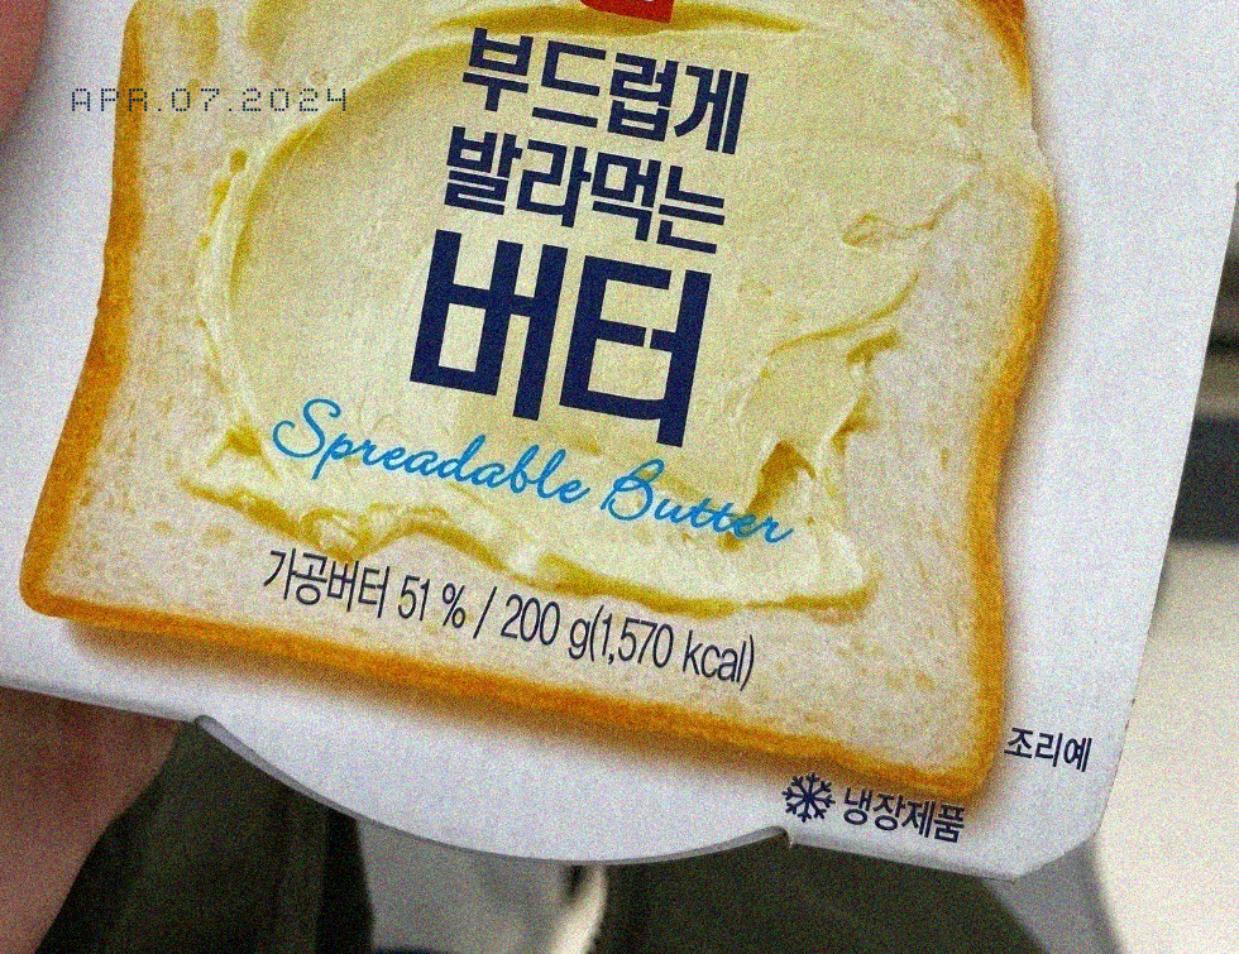 APR.07.2024
부드럽게
발라먹는
버터
Spreadable Butter
가공버터 51 % / 200 g(1,570 kcal)
조리예
냉장제품